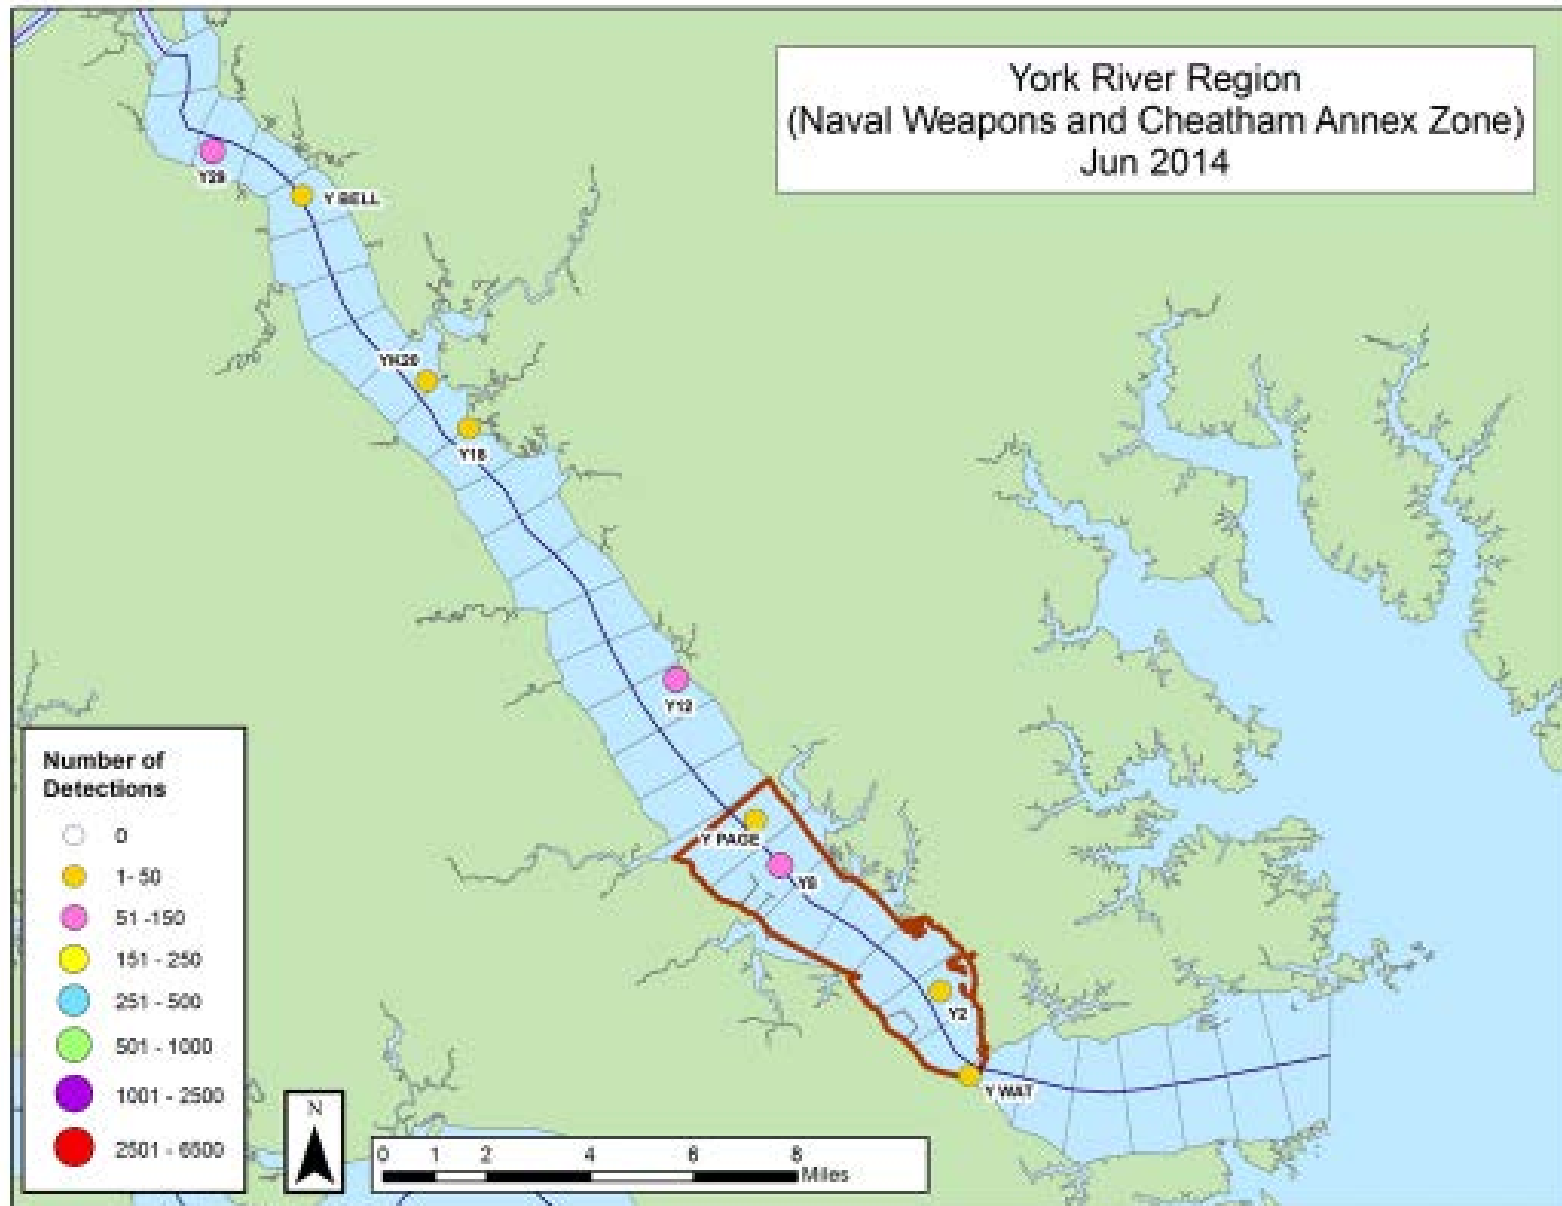 York River Region
(Naval Weapons and Cheatham Annex Zone)
Jun 2014
Y BELL
Y12
Y PAGE
Y2
Y WAT
Number of
Detections
0
1- 50
51 -150
151 - 250
251 - 500
501 - 1000
1001 - 2500
2501 - 6500
N
0 1 2 4 6 8
Miles